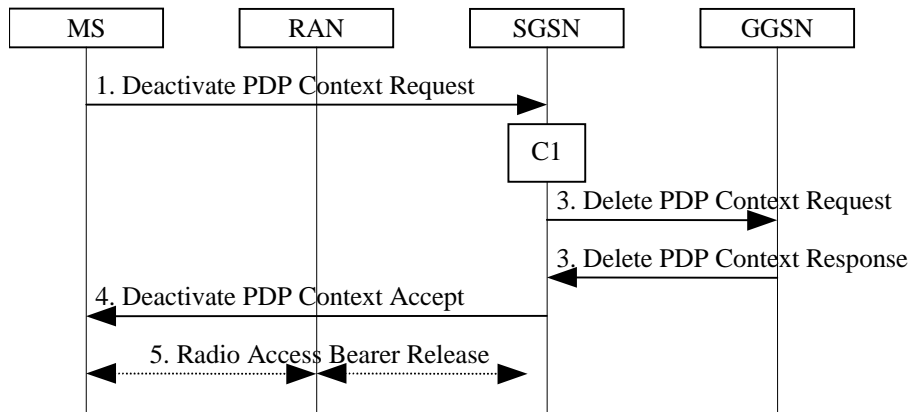 MS RAN SGSN GGSN
1. Deactivate PDP Context Request
C1
3. Delete PDP Context Request
3. Delete PDP Context Response
4. Deactivate PDP Context Accept
5. Radio Access Bearer Release